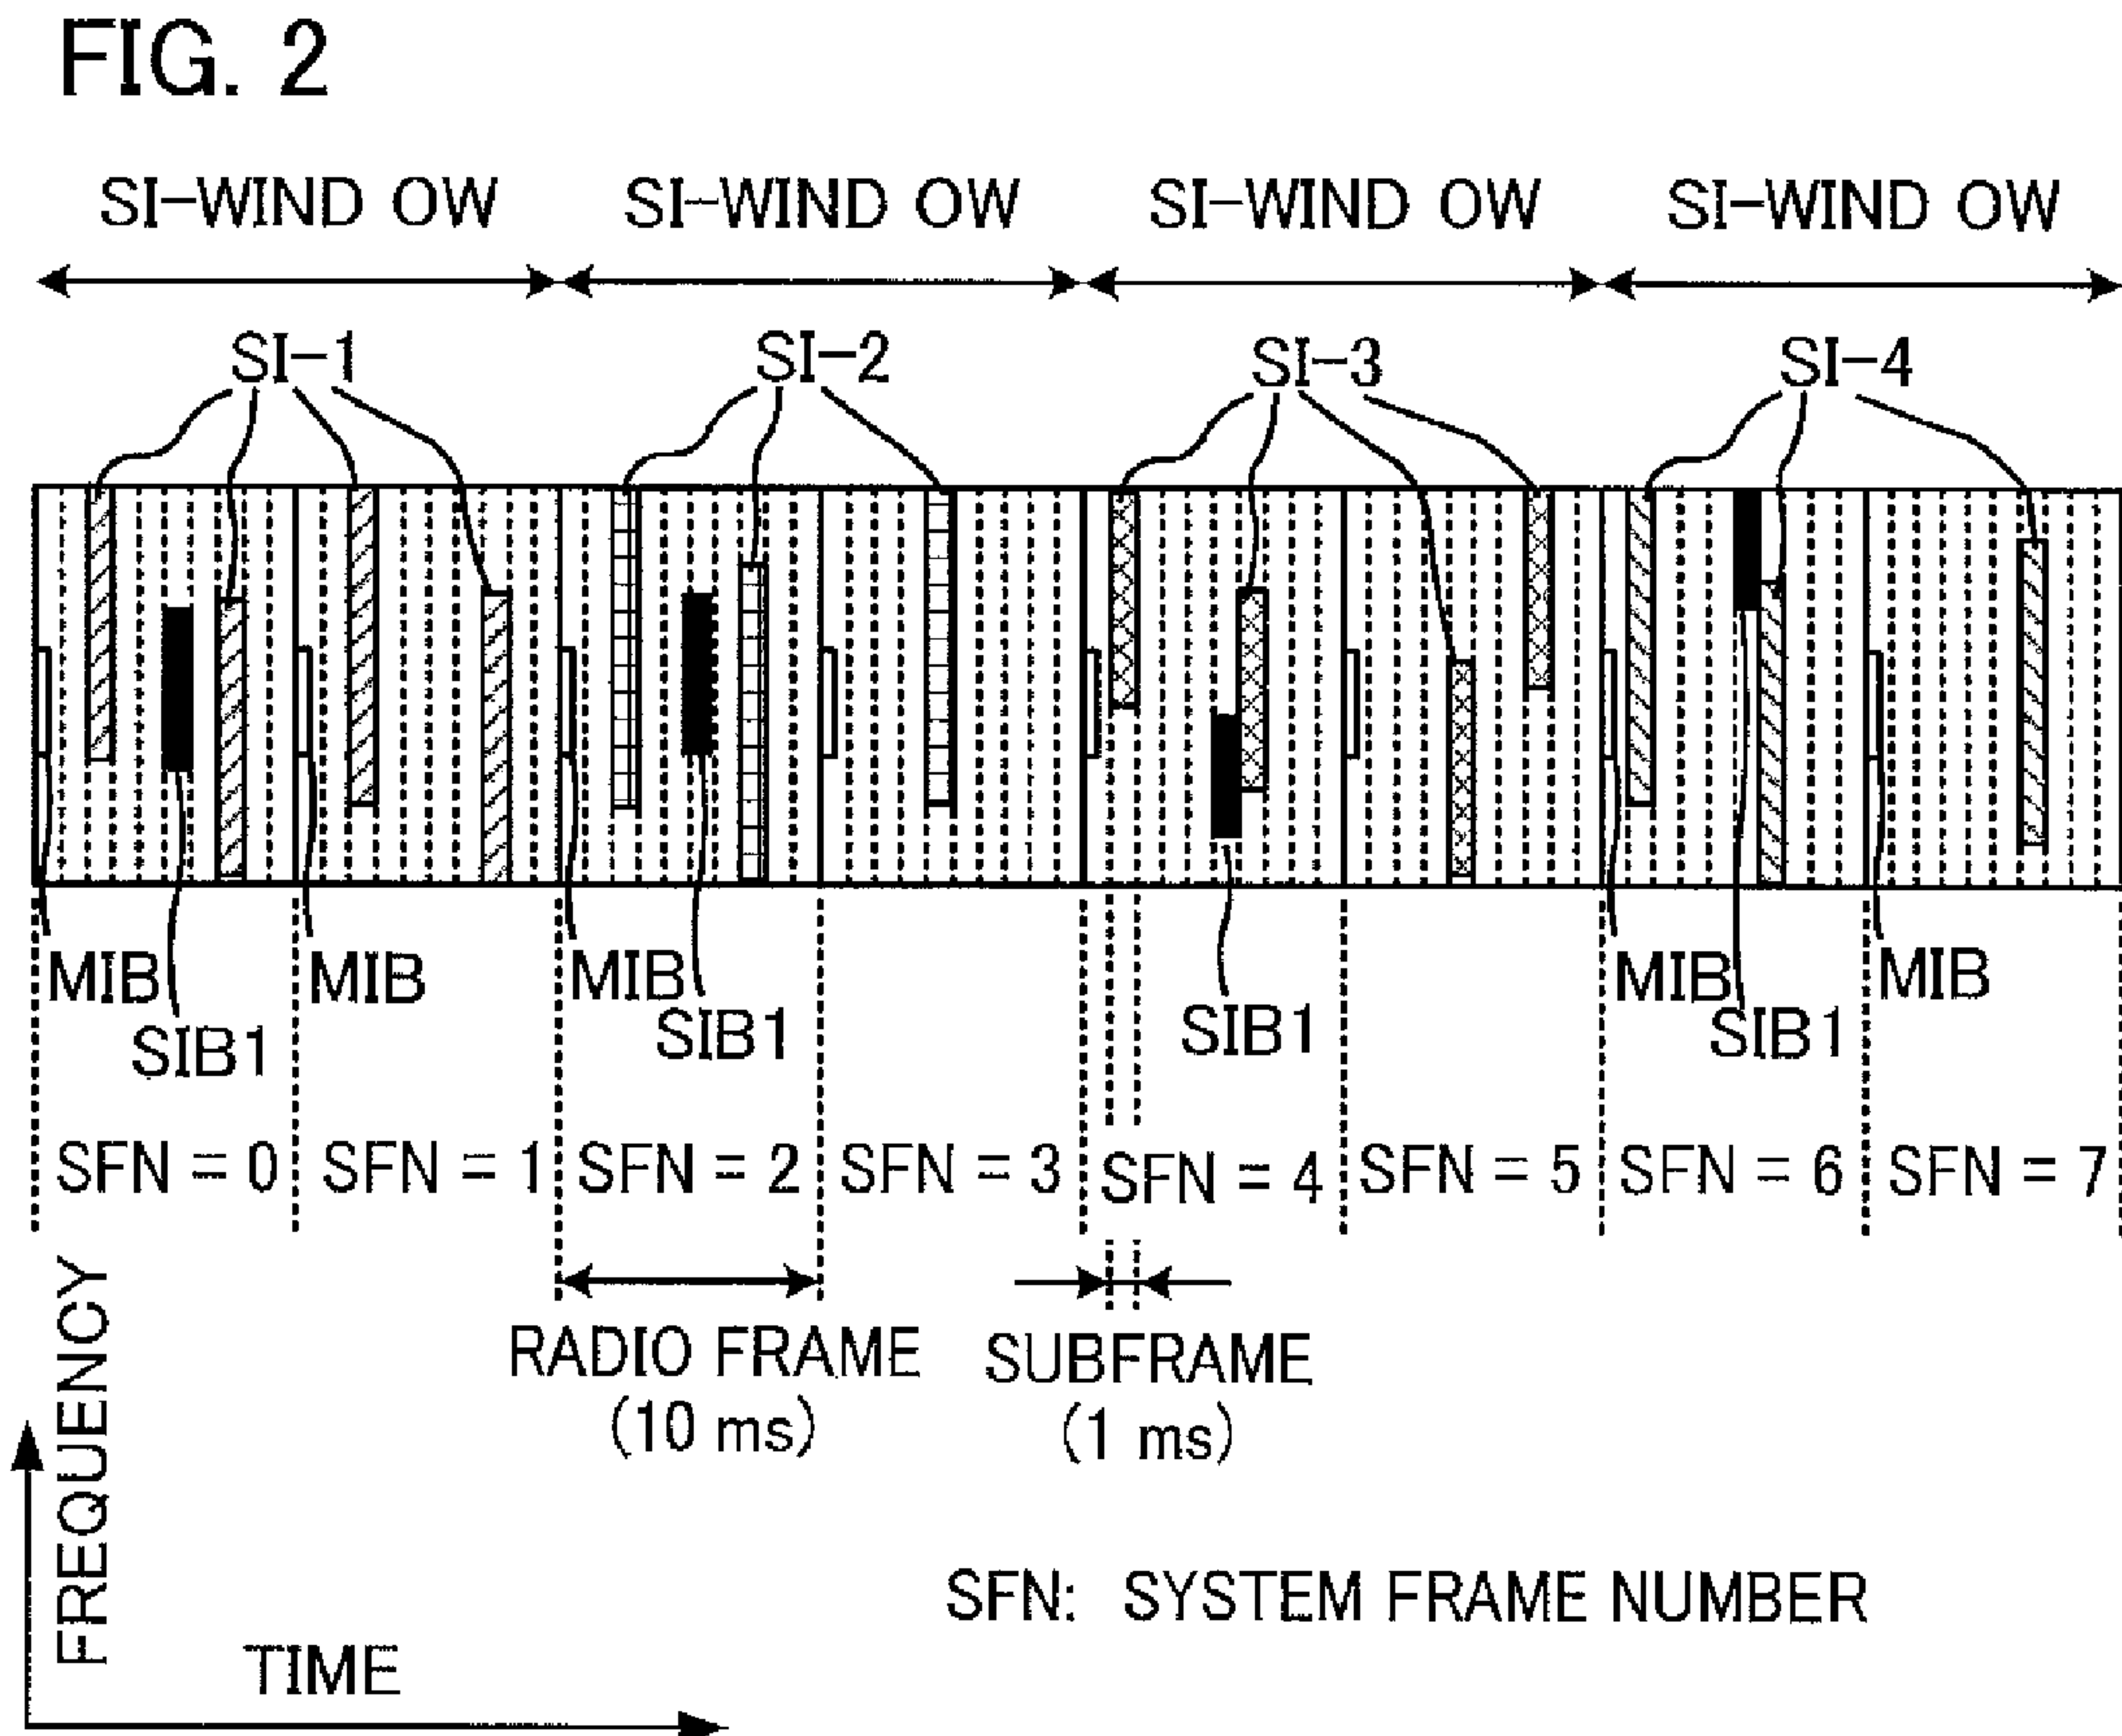 FIG. 2
SI-WIND OW SI-WIND OW SI-WIND OW SI-WIND OW
SI-1 SI-2 SI-3 SI-4
MIB MIB MIB MIB MIB
SIB1 SIB1 SIB1 SIB1
SFN = 0 SFN = 1 SFN = 2 SFN = 3 SFN = 4 SFN = 5 SFN = 6 SFN = 7
RADIO FRAME SUBFRAME
(10 ms) (1 ms)
FREQUENCY
SFN: SYSTEM FRAME NUMBER
TIME